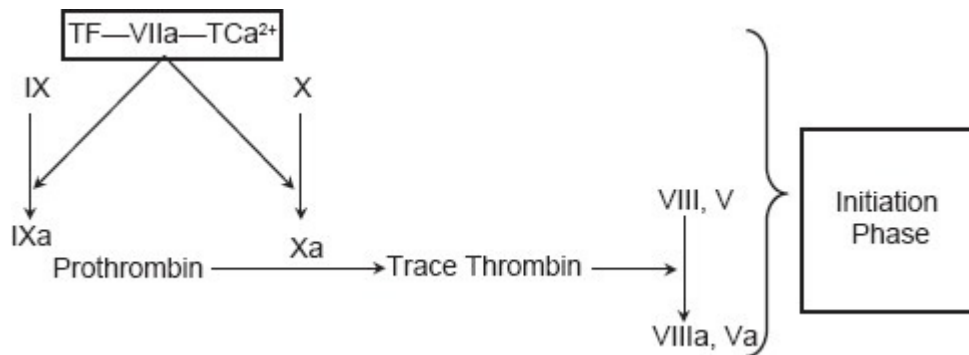 TF—VIIa—TCa²⁺
IX
X
IXa
Xa
Prothrombin
Trace Thrombin
VIII, V
VIIIa, Va
Initiation
Phase